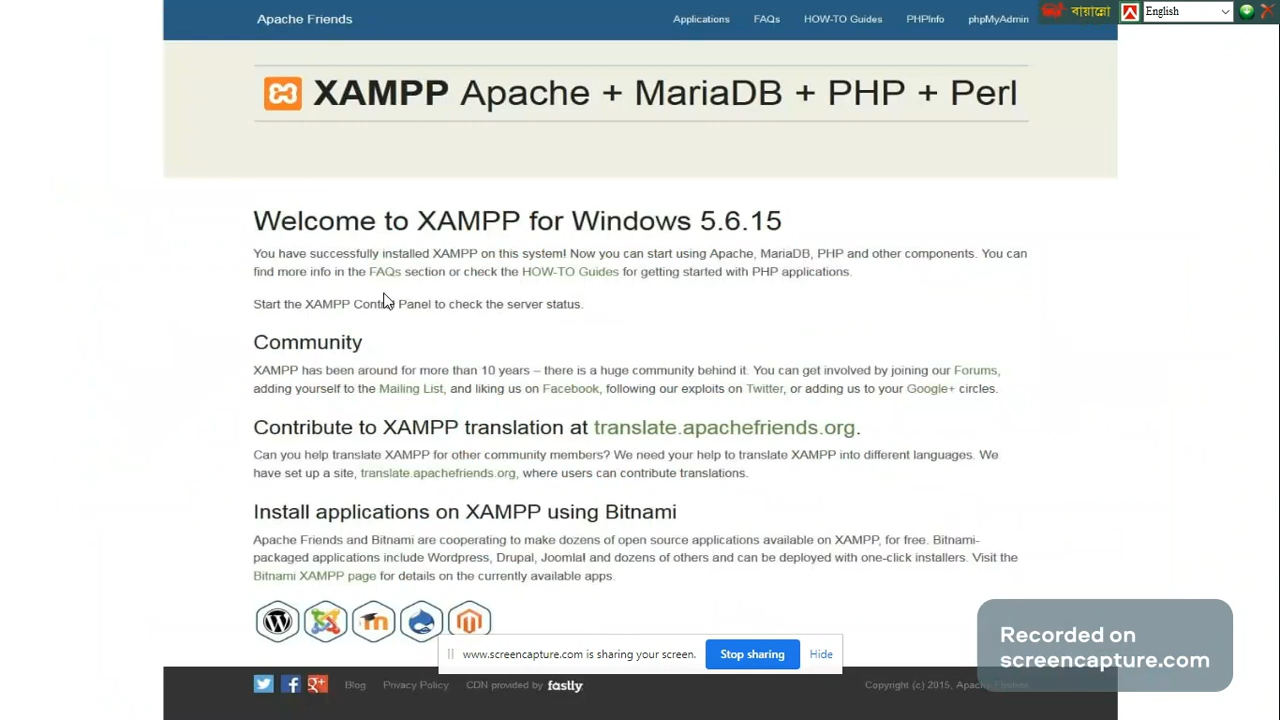 Apache Friends
Applications FAQs HOW-TO Guides PHPInfo phpMyAdmin
বায়ান্নো English
XAMPP Apache + MariaDB + PHP + Perl
Welcome to XAMPP for Windows 5.6.15
You have successfully installed XAMPP on this system! Now you can start using Apache, MariaDB, PHP and other components. You can
find more info in the FAQs section or check the HOW-TO Guides for getting started with PHP applications.
Start the XAMPP Control Panel to check the server status.
Community
XAMPP has been around for more than 10 years – there is a huge community behind it. You can get involved by joining our Forums,
adding yourself to the Mailing List, and liking us on Facebook, following our exploits on Twitter, or adding us to your Google+ circles.
Contribute to XAMPP translation at translate.apachefriends.org.
Can you help translate XAMPP for other community members? We need your help to translate XAMPP into different languages. We
have set up a site, translate.apachefriends.org, where users can contribute translations.
Install applications on XAMPP using Bitnami
Apache Friends and Bitnami are cooperating to make dozens of open source applications available on XAMPP, for free. Bitnami-
packaged applications include Wordpress, Drupal, Joomla! and dozens of others and can be deployed with one-click installers. Visit the
Bitnami XAMPP page for details on the currently available apps.
www.screencapture.com is sharing your screen. Stop sharing Hide
Recorded on
screencapture.com
Blog Privacy Policy CDN provided by fastly Copyright (c) 2015, Apache Friends